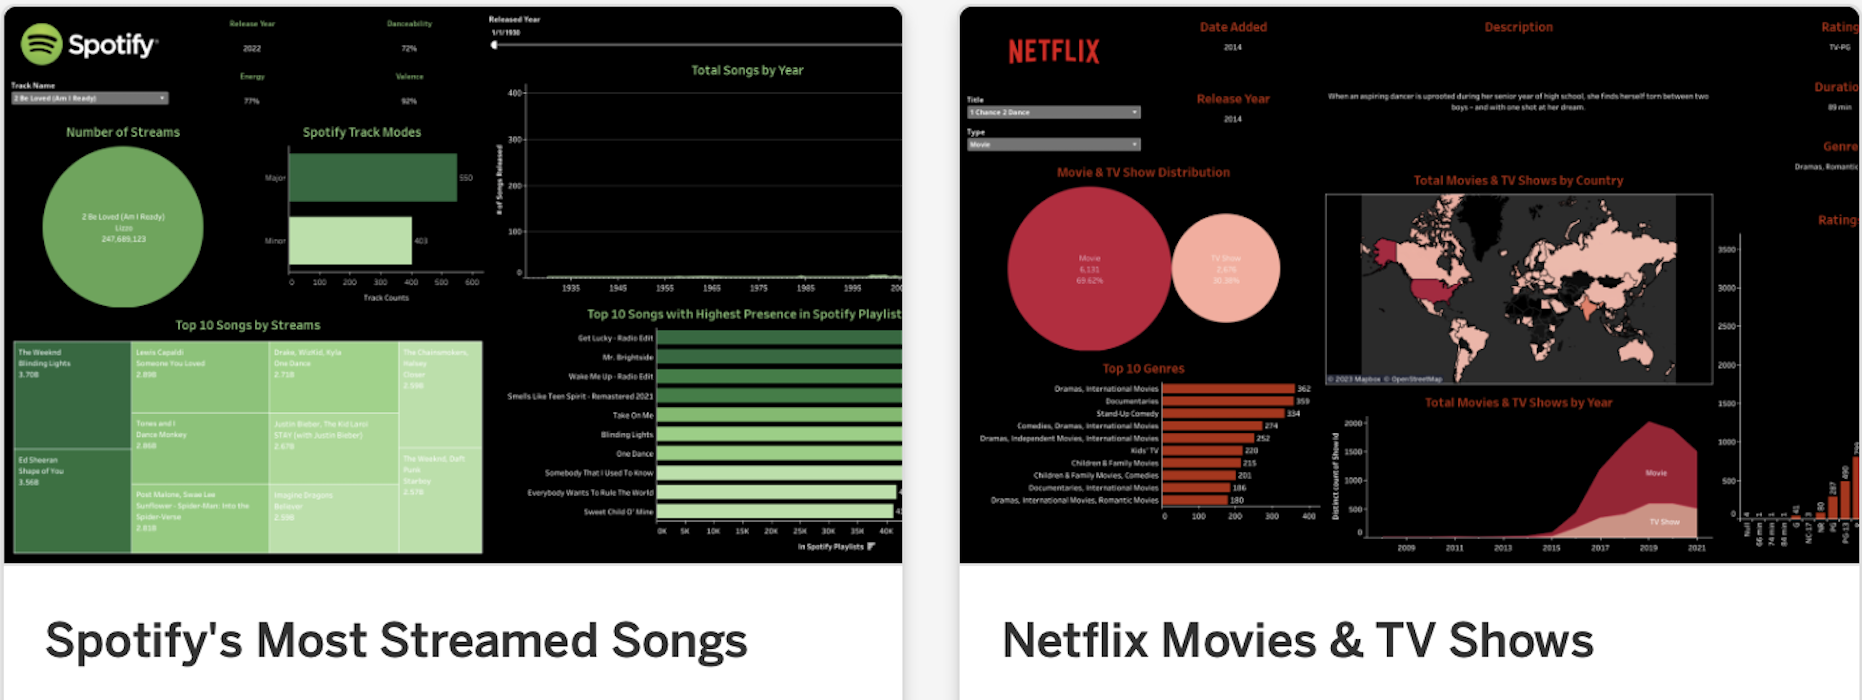 Spotify
Release Year
2022
Danceability
72%
Energy
77%
Valence
92%
Track Name
2 Be Loved (Am I Ready)
Released Year
1/1/1930
Number of Streams
2 Be Loved (Am I Ready)
Lizzo
247,689,123
Spotify Track Modes
Major
550
Minor
403
0 100 200 300 400 500 600
Track Counts
Total Songs by Year
# of Songs Released
400
300
200
100
0
1935 1945 1955 1965 1975 1985 1995
Top 10 Songs by Streams
The Weeknd
Blinding Lights
3.70B
Ed Sheeran
Shape of You
3.56B
Lewis Capaldi
Someone You Loved
2.89B
Tones and I
Dance Monkey
2.86B
Post Malone, Swae Lee
Sunflower - Spider-Man: Into the
Spider-Verse
2.81B
Drake, WizKid, Kyla
One Dance
2.71B
Justin Bieber, The Kid Laroi
STAY (with Justin Bieber)
2.67B
Imagine Dragons
Believer
2.59B
The Chainsmokers,
Halsey
Closer
2.59B
The Weeknd, Daft
Punk
Starboy
2.57B
Top 10 Songs with Highest Presence in Spotify Playlist
Get Lucky - Radio Edit
Mr. Brightside
Wake Me Up - Radio Edit
Smells Like Teen Spirit - Remastered 2021
Take On Me
Blinding Lights
One Dance
Somebody That I Used To Know
Everybody Wants To Rule The World
Sweet Child O' Mine
0K 5K 10K 15K 20K 25K 30K 35K 40K
In Spotify Playlists
Spotify's Most Streamed Songs
NETFLIX
Date Added
2014
Description
Rating
TV-PG
Title
1 Chance 2 Dance
Release Year
2014
When an aspiring dancer is uprooted during her senior year of high school, she finds herself torn between two
boys – and with one shot at her dream.
Duratio
89 min
Type
Movie
Genre
Dramas, Romantic
Movie & TV Show Distribution
Movie
6,131
69.62%
TV Show
2,676
30.38%
Total Movies & TV Shows by Country
© 2023 Mapbox © OpenStreetMap
Top 10 Genres
Dramas, International Movies 362
Documentaries 359
Stand-Up Comedy 334
Comedies, Dramas, International Movies 274
Dramas, Independent Movies, International Movies 252
Kids' TV 220
Children & Family Movies 215
Children & Family Movies, Comedies 201
Documentaries, International Movies 186
Dramas, International Movies, Romantic Movies 180
0 100 200 300 400
Total Movies & TV Shows by Year
Distinct count of Show Id
2000
1500
1000
500
0
Movie
TV Show
2009 2011 2013 2015 2017 2019 2021
Rating
3500
3000
2500
2000
1500
1000
500
0
4 1 1 1 41 3 80 287 490 799
Null 66 min 74 min 84 min G NC-17 NR PG PG-13
Netflix Movies & TV Shows